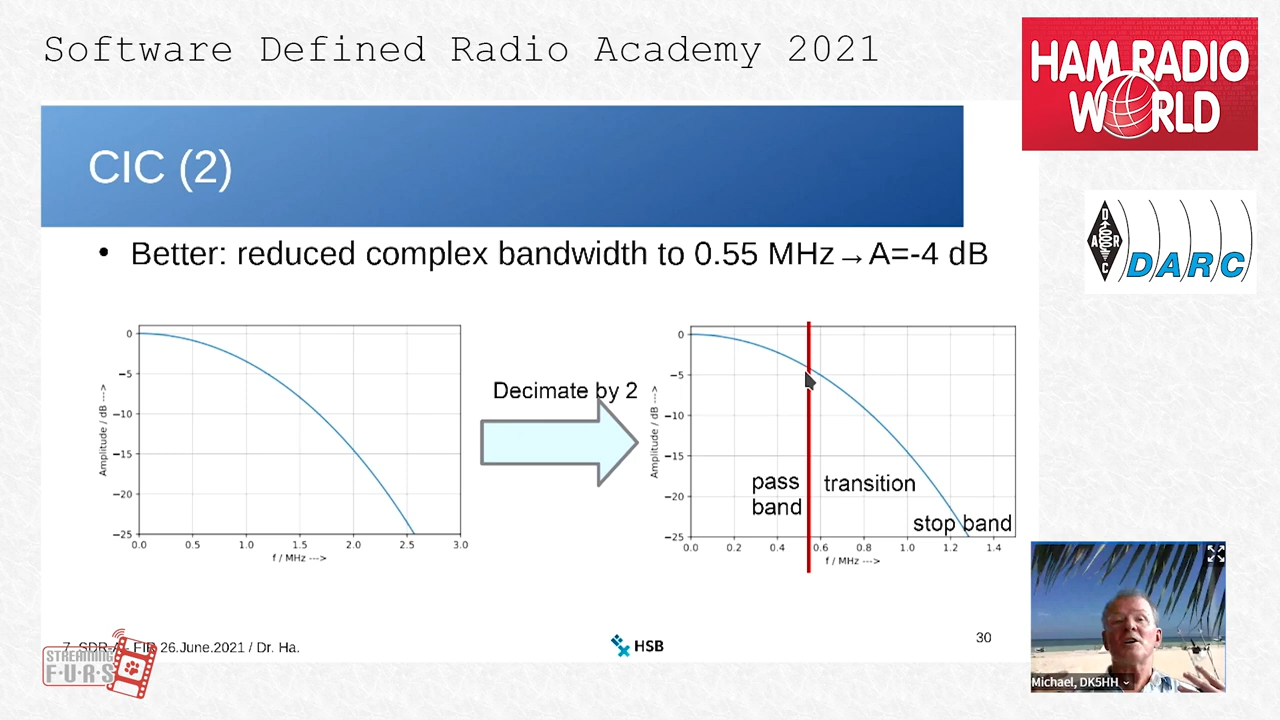 Software Defined Radio Academy 2021
HAM RADIO
WORLD
CIC (2)
DARC
• Better: reduced complex bandwidth to 0.55 MHz→A=-4 dB
0
−5
−10
−15
−20
−25
0.0 0.5 1.0 1.5 2.0 2.5 3.0
Amplitude / dB --->
f / MHz --->
Decimate by 2
0
−5
−10
−15
−20
−25
0.0 0.2 0.4 0.6 0.8 1.0 1.2 1.4
Amplitude / dB --->
f / MHz --->
pass
band
transition
stop band
26.June.2021 / Dr. Ha.
HSB
30
STREAMING
F·U·R·S
Michael, DK5HH